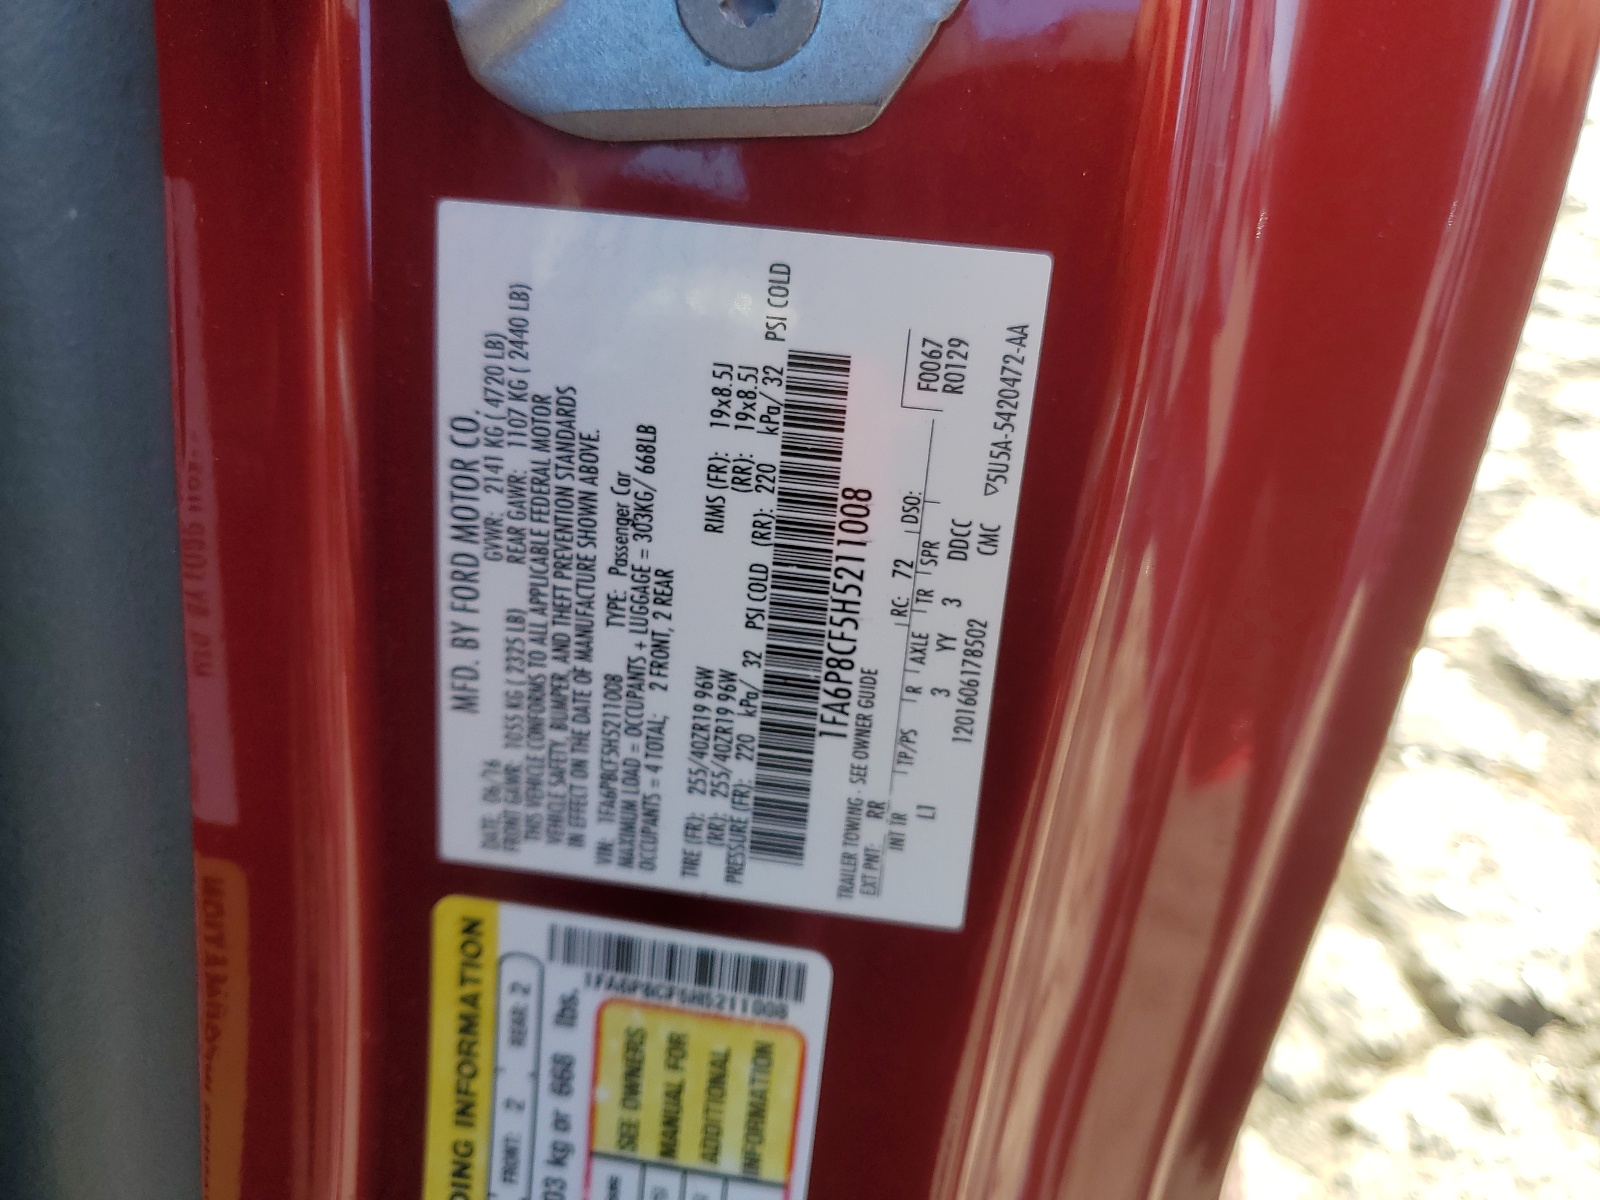 MFD. BY FORD MOTOR CO.
DATE: 06/16 GVWR: 2141 KG ( 4720 LB)
FRONT GAWR: 1055 KG ( 2325 LB) REAR GAWR: 1107 KG ( 2440 LB)
THIS VEHICLE CONFORMS TO ALL APPLICABLE FEDERAL MOTOR
VEHICLE SAFETY, BUMPER, AND THEFT PREVENTION STANDARDS
IN EFFECT ON THE DATE OF MANUFACTURE SHOWN ABOVE.
VIN: 1FA6P8CF5H5211008 TYPE: Passenger Car
MAXIMUM LOAD = OCCUPANTS + LUGGAGE = 303KG/ 668LB
OCCUPANTS = 4 TOTAL; 2 FRONT, 2 REAR
TIRE (FR): 255/40ZR19 96W RIMS (FR): 19x8.5J
(RR): 255/40ZR19 96W (RR): 19x8.5J
PRESSURE (FR): 220 kPa/ 32 PSI COLD (RR): 220 kPa/ 32 PSI COLD
1FA6P8CF5H5211008
TRAILER TOWING - SEE OWNER GUIDE
EXT PNT: RR RC: 72 DSO:
INT TR TP/PS R AXLE TR SPR F0067
LI 3 YY 3 DDCC R0129
1201606178502 CMC ▽5U5A-5420472-AA
DING INFORMATION
FRONT: 2 REAR: 2
03 kg or 668 lbs.
1FA6P8CF5H5211008
SEE OWNERS
MANUAL FOR
ADDITIONAL
INFORMATION